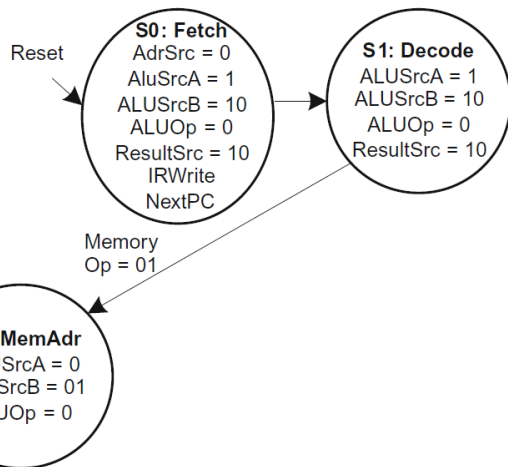 Reset
S0: Fetch
AdrSrc = 0
AluSrcA = 1
ALUSrcB = 10
ALUOp = 0
ResultSrc = 10
IRWrite
NextPC
S1: Decode
ALUSrcA = 1
ALUSrcB = 10
ALUOp = 0
ResultSrc = 10
Memory
Op = 01
MemAdr
SrcA = 0
SrcB = 01
UOp = 0